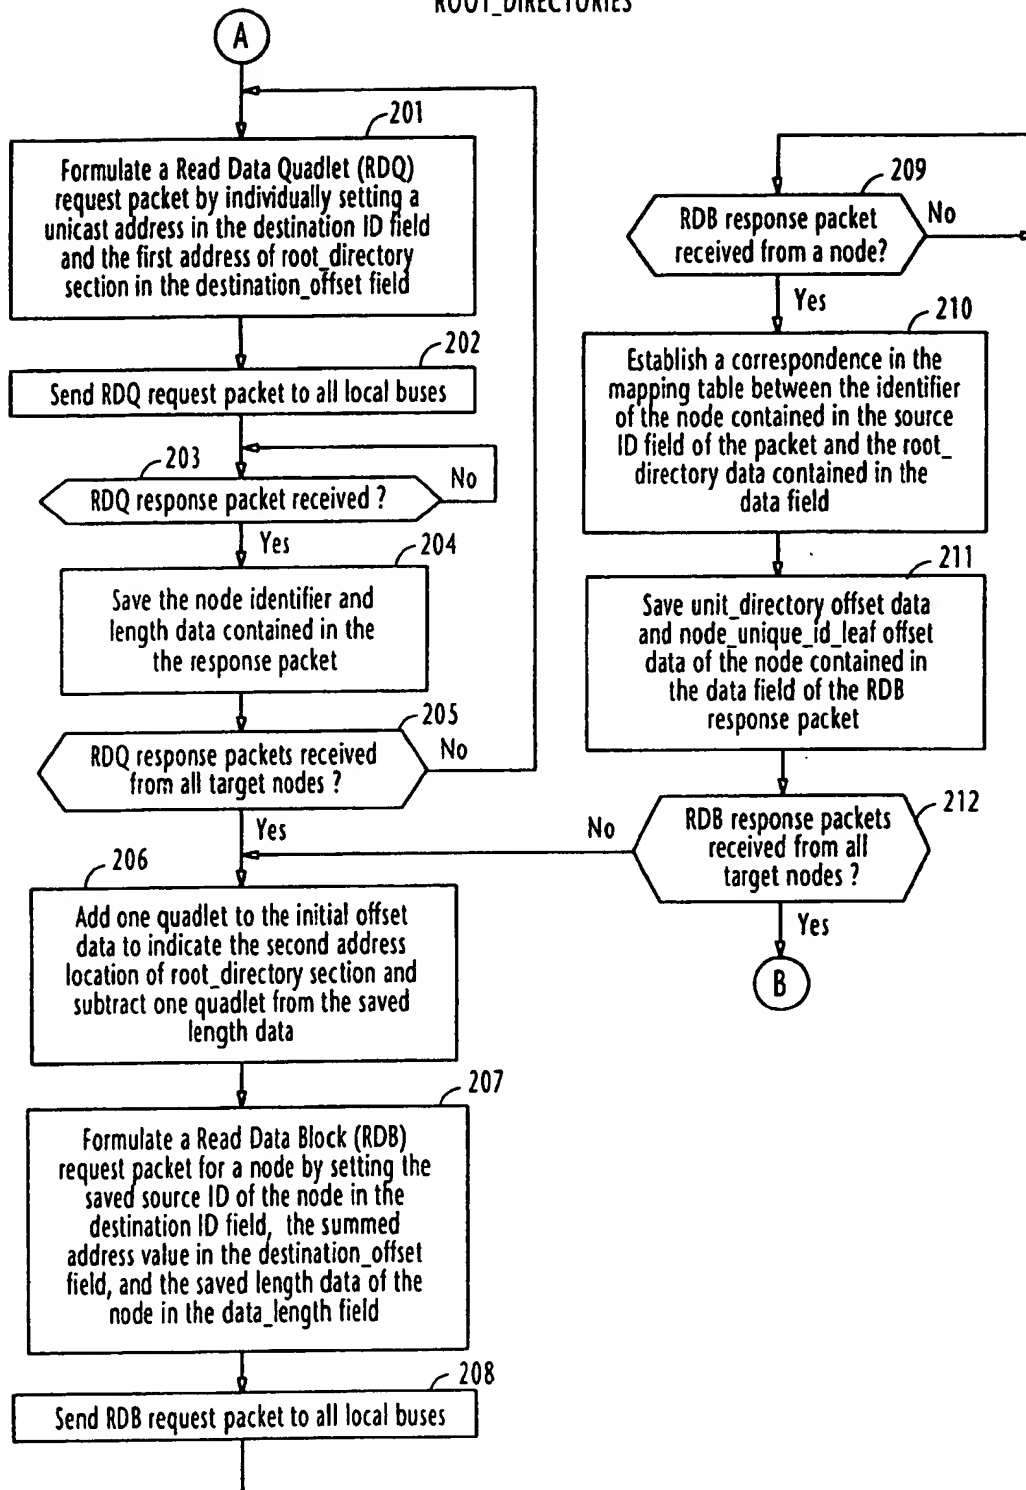 ROOT_DIRECTORIES
A
201
Formulate a Read Data Quadlet (RDQ)
request packet by individually setting a
unicast address in the destination ID field
and the first address of root_directory
section in the destination_offset field
202
Send RDQ request packet to all local buses
203
No
RDQ response packet received ?
Yes
204
Save the node identifier and
length data contained in the
the response packet
205
RDQ response packets received
from all target nodes ?
No
Yes
206
Add one quadlet to the initial offset
data to indicate the second address
location of root_directory section and
subtract one quadlet from the saved
length data
207
Formulate a Read Data Block (RDB)
request packet for a node by setting the
saved source ID of the node in the
destination ID field, the summed
address value in the destination_offset
field, and the saved length data of the
node in the data_length field
208
Send RDB request packet to all local buses
209
RDB response packet
received from a node?
No
Yes
210
Establish a correspondence in the
mapping table between the identifier
of the node contained in the source
ID field of the packet and the root_
directory data contained in the
data field
211
Save unit_directory offset data
and node_unique_id_leaf offset
data of the node contained in
the data field of the RDB
response packet
212
RDB response packets
received from all
target nodes ?
No
Yes
B